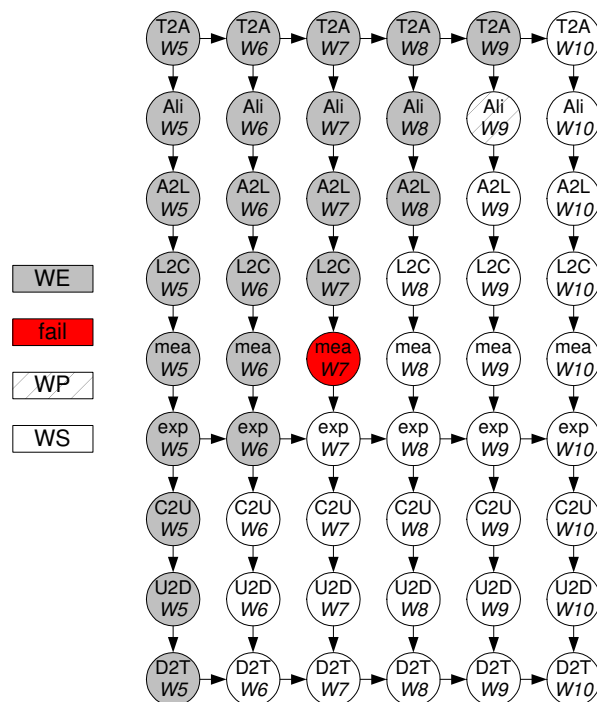 T2A T2A T2A T2A T2A T2A
W5 W6 W7 W8 W9 W10
Ali Ali Ali Ali Ali Ali
W5 W6 W7 W8 W9 W10
A2L A2L A2L A2L A2L A2L
W5 W6 W7 W8 W9 W10
WE
L2C L2C L2C L2C L2C L2C
W5 W6 W7 W8 W9 W10
fail
mea mea mea mea mea mea
W5 W6 W7 W8 W9 W10
WP
WS
exp exp exp exp exp exp
W5 W6 W7 W8 W9 W10
C2U C2U C2U C2U C2U C2U
W5 W6 W7 W8 W9 W10
U2D U2D U2D U2D U2D U2D
W5 W6 W7 W8 W9 W10
D2T D2T D2T D2T D2T D2T
W5 W6 W7 W8 W9 W10